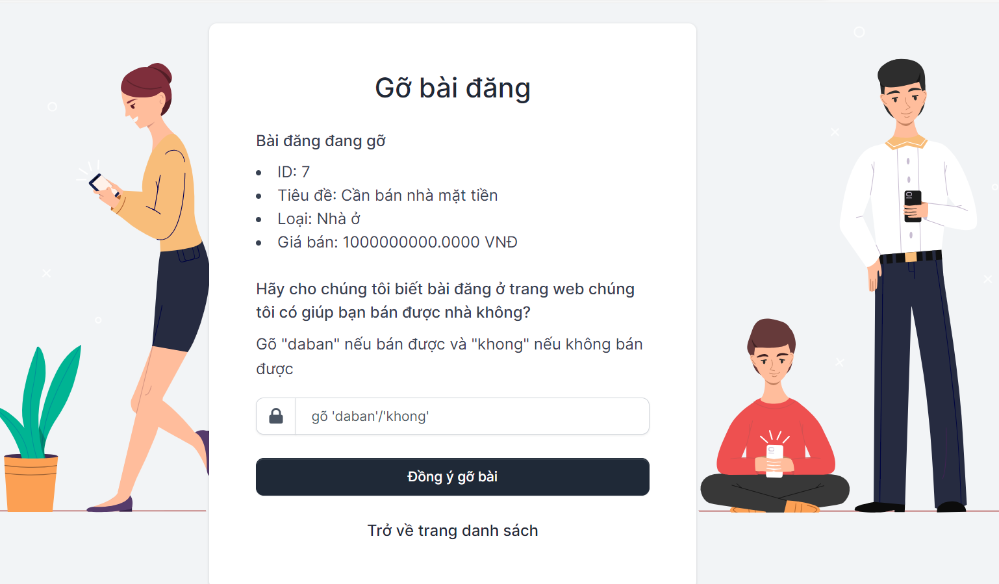 Gỡ bài đăng
Bài đăng đang gỡ
ID: 7
Tiêu đề: Cần bán nhà mặt tiền
Loại: Nhà ở
Giá bán: 1000000000.0000 VNĐ
Hãy cho chúng tôi biết bài đăng ở trang web chúng
tôi có giúp bạn bán được nhà không?
Gõ "daban" nếu bán được và "khong" nếu không bán
được
gõ 'daban'/'khong'
Đồng ý gỡ bài
Trở về trang danh sách